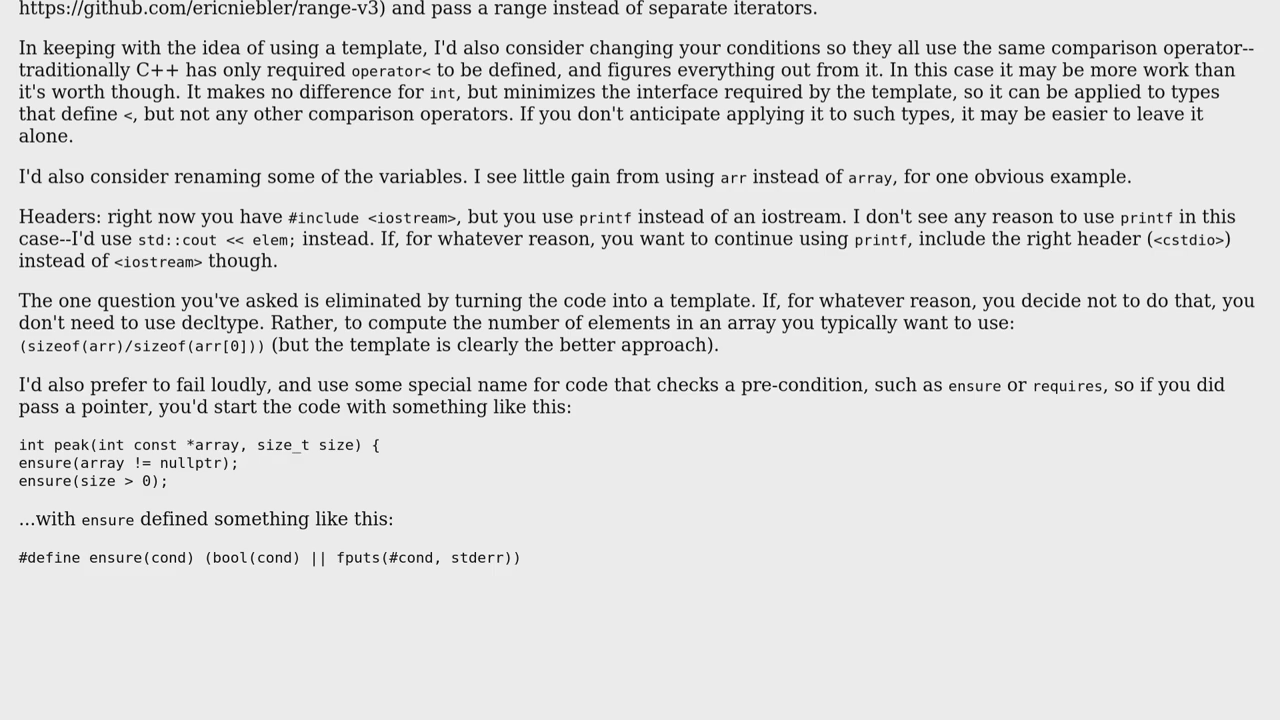 https://github.com/ericniebler/range-v3) and pass a range instead of separate iterators.
In keeping with the idea of using a template, I'd also consider changing your conditions so they all use the same comparison operator--
traditionally C++ has only required operator< to be defined, and figures everything out from it. In this case it may be more work than
it's worth though. It makes no difference for int, but minimizes the interface required by the template, so it can be applied to types
that define <, but not any other comparison operators. If you don't anticipate applying it to such types, it may be easier to leave it
alone.
I'd also consider renaming some of the variables. I see little gain from using arr instead of array, for one obvious example.
Headers: right now you have #include <iostream>, but you use printf instead of an iostream. I don't see any reason to use printf in this
case--I'd use std::cout << elem; instead. If, for whatever reason, you want to continue using printf, include the right header (<cstdio>)
instead of <iostream> though.
The one question you've asked is eliminated by turning the code into a template. If, for whatever reason, you decide not to do that, you
don't need to use decltype. Rather, to compute the number of elements in an array you typically want to use:
(sizeof(arr)/sizeof(arr[0])) (but the template is clearly the better approach).
I'd also prefer to fail loudly, and use some special name for code that checks a pre-condition, such as ensure or requires, so if you did
pass a pointer, you'd start the code with something like this:
int peak(int const *array, size_t size) {
ensure(array != nullptr);
ensure(size > 0);
...with ensure defined something like this:
#define ensure(cond) (bool(cond) || fputs(#cond, stderr))